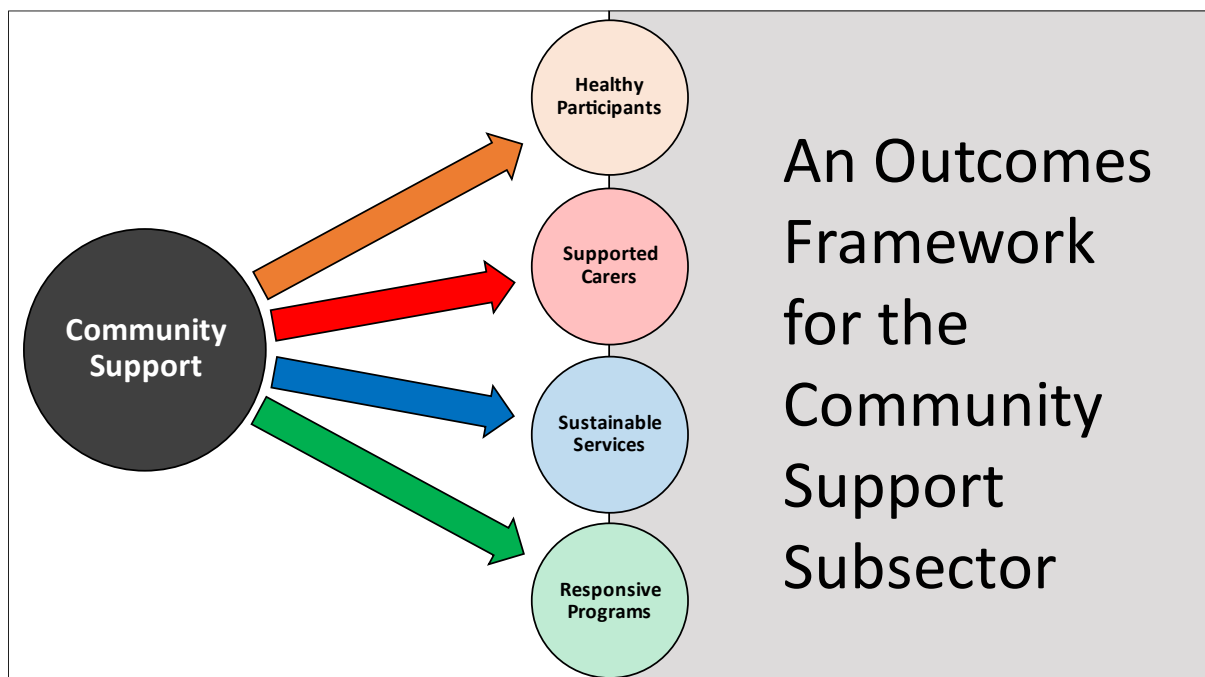 Community
Support
Healthy
Participants
Supported
Carers
Sustainable
Services
Responsive
Programs
An Outcomes
Framework
for the
Community
Support
Subsector